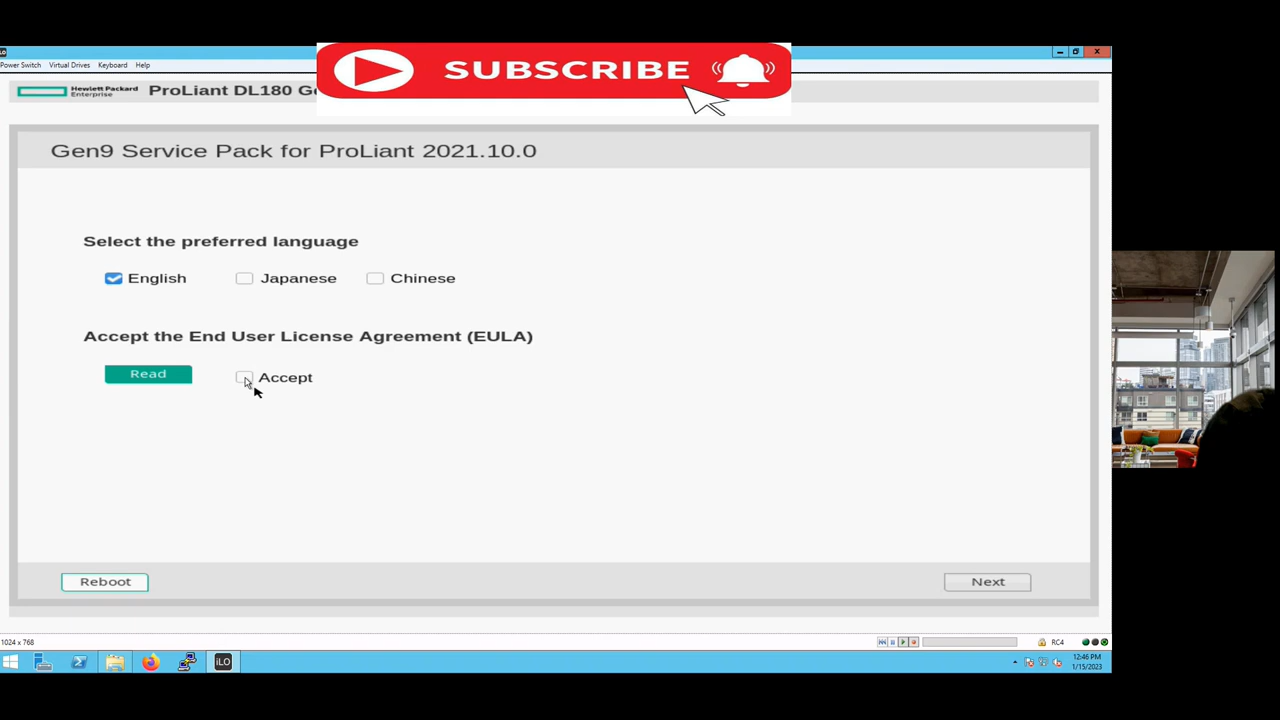 SUBSCRIBE
Power Switch Virtual Drives Keyboard Help
Hewlett Packard
Enterprise
ProLiant DL180 G
Gen9 Service Pack for ProLiant 2021.10.0
Select the preferred language
English Japanese Chinese
Accept the End User License Agreement (EULA)
Read Accept
Reboot Next
1024 x 768
RC4
iLO
12:46 PM
1/15/2023